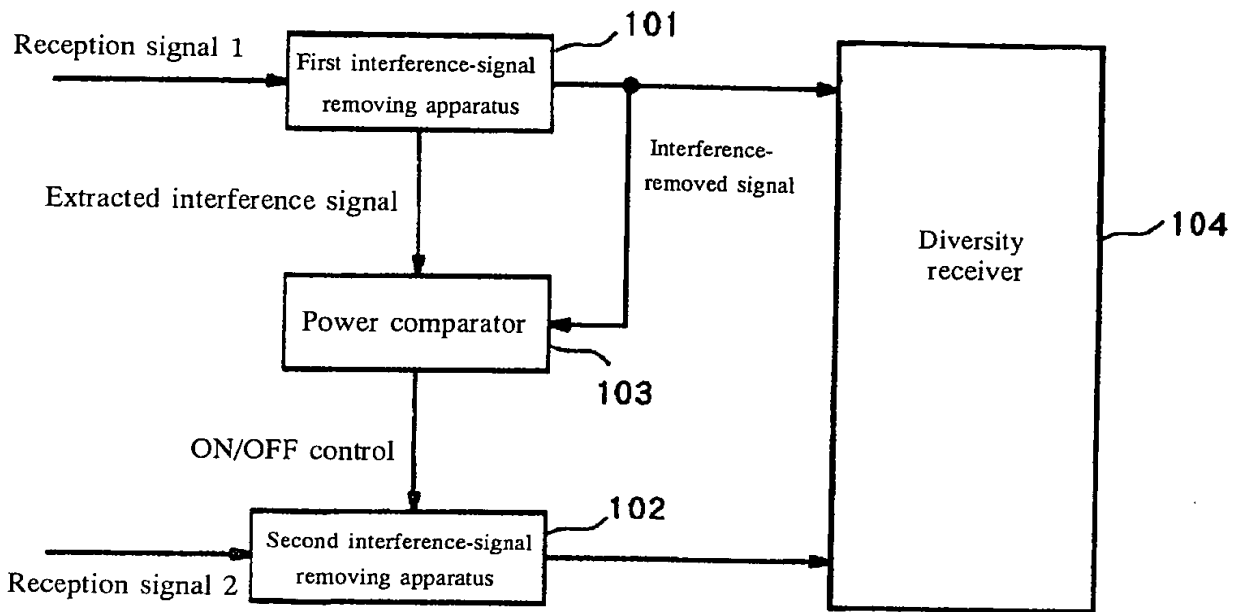 101
Reception signal 1
First interference-signal
removing apparatus
Interference-
removed signal
Extracted interference signal
104
Diversity
receiver
Power comparator
103
ON/OFF control
102
Second interference-signal
removing apparatus
Reception signal 2